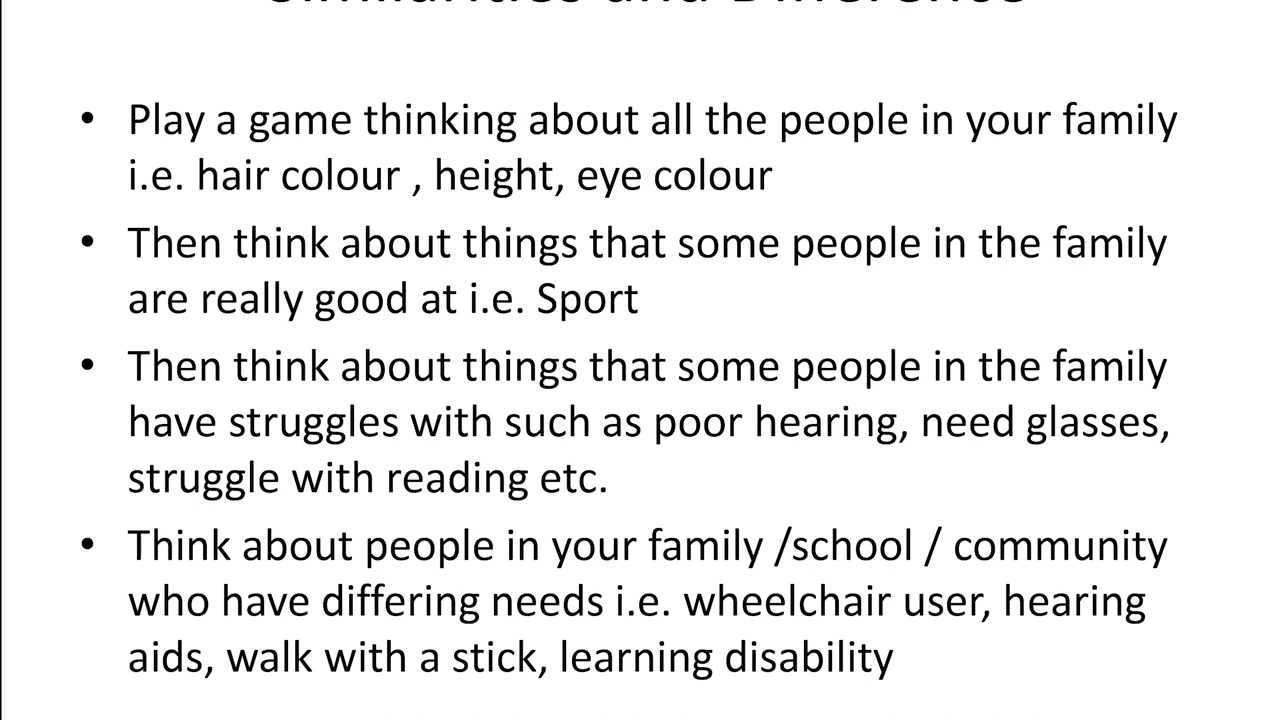 Similarities and Difference
• Play a game thinking about all the people in your family
i.e. hair colour , height, eye colour
• Then think about things that some people in the family
are really good at i.e. Sport
• Then think about things that some people in the family
have struggles with such as poor hearing, need glasses,
struggle with reading etc.
• Think about people in your family /school / community
who have differing needs i.e. wheelchair user, hearing
aids, walk with a stick, learning disability